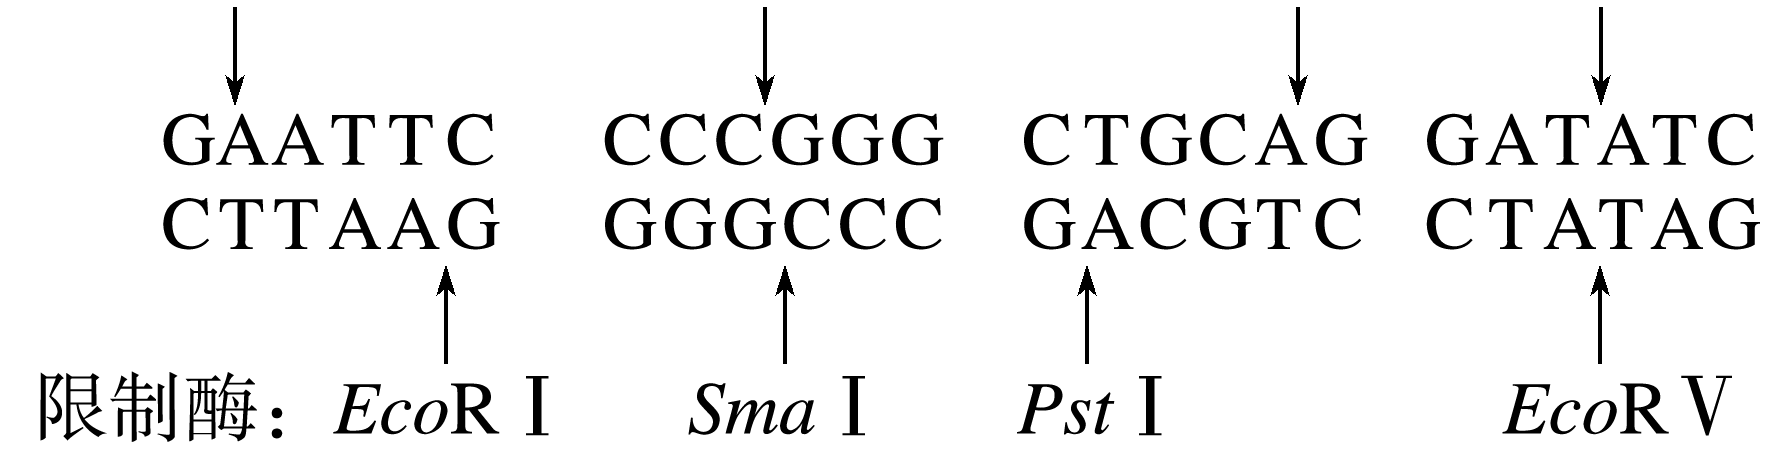 GAATTC CCCGGG CTGCAG GATATC
CTTAAG GGGCCC GACGTC CTATAG
限制酶：EcoRⅠ SmaⅠ PstⅠ EcoRⅤ